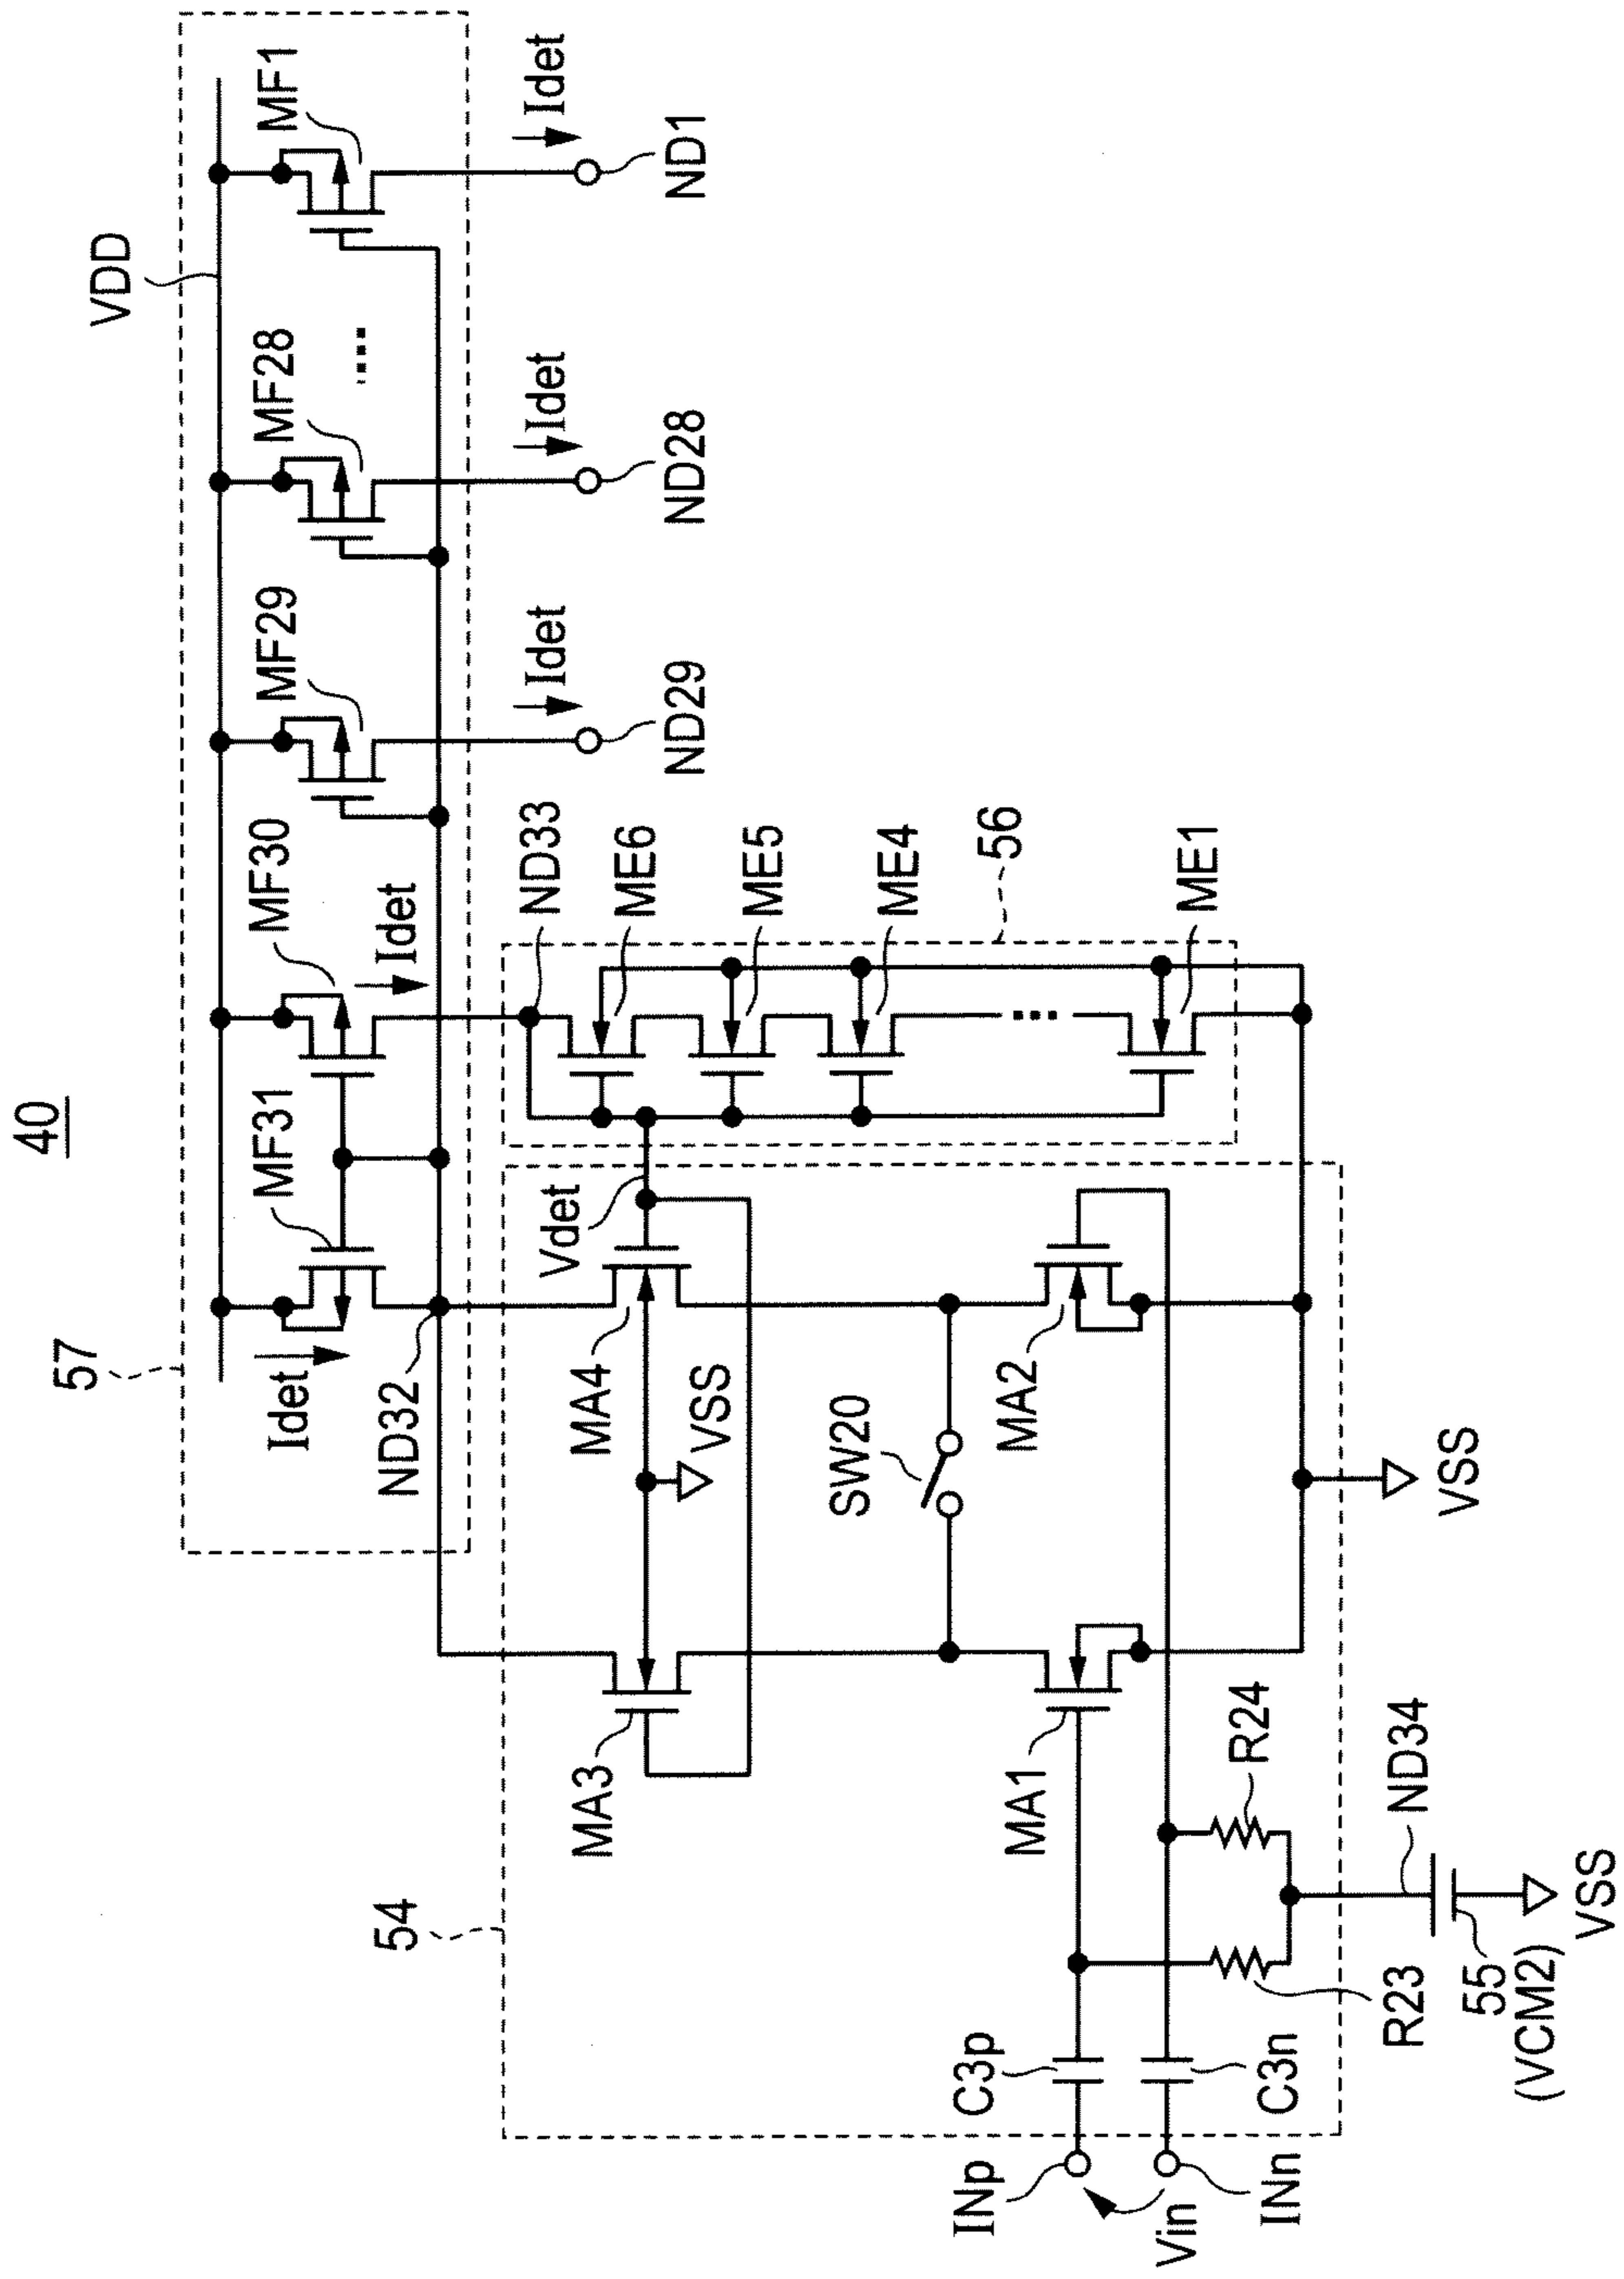 40
57
VDD
Idet
MF31
MF30
Idet
MF29
MF28
....
MF1
ND32
Idet
ND29
Idet
ND28
Idet
ND1
54
MA3
VSS
MA4
Vdet
ND33
ME6
ME5
ME4
...
ME1
56
SW20
MA1
MA2
INp
C3p
Vin
INn
C3n
R23
R24
ND34
55
(VCM2)
VSS
VSS